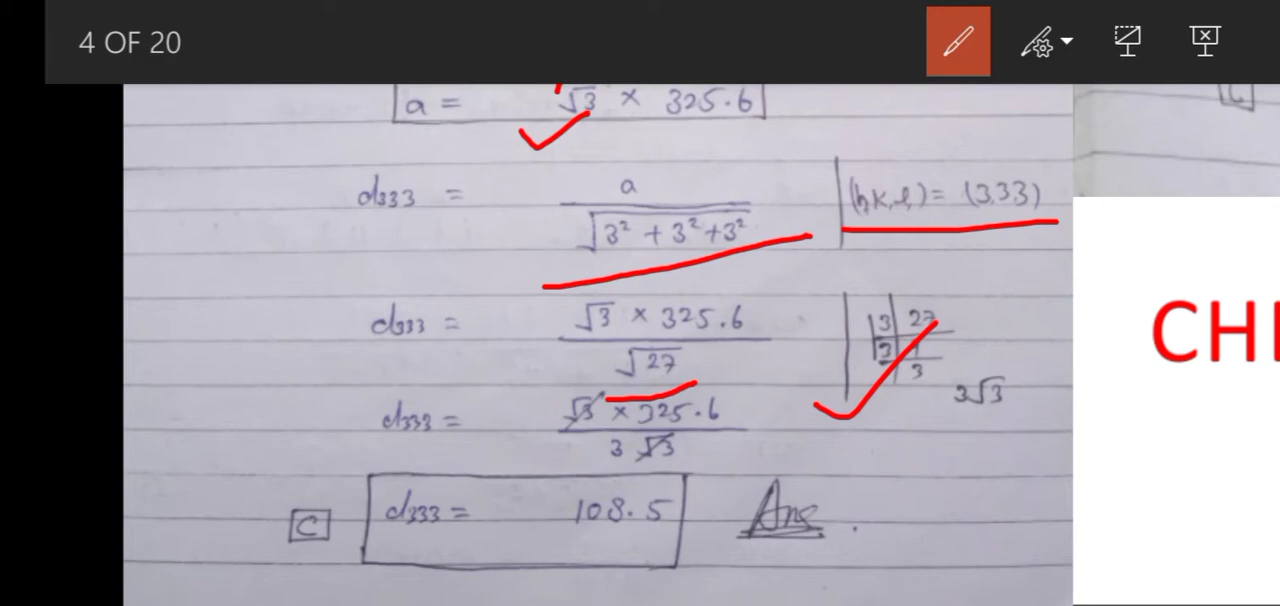 4 OF 20
a = √3 × 325.6
d333 = a / √(3² + 3² + 3²) | (h,k,l) = (3,3,3)
d333 = √3 × 325.6 / √27 | 3 | 27
3 | 9
3
3√3
d333 = √3 × 325.6 / 3√3
C d333 = 108.5 Ans.
CHE